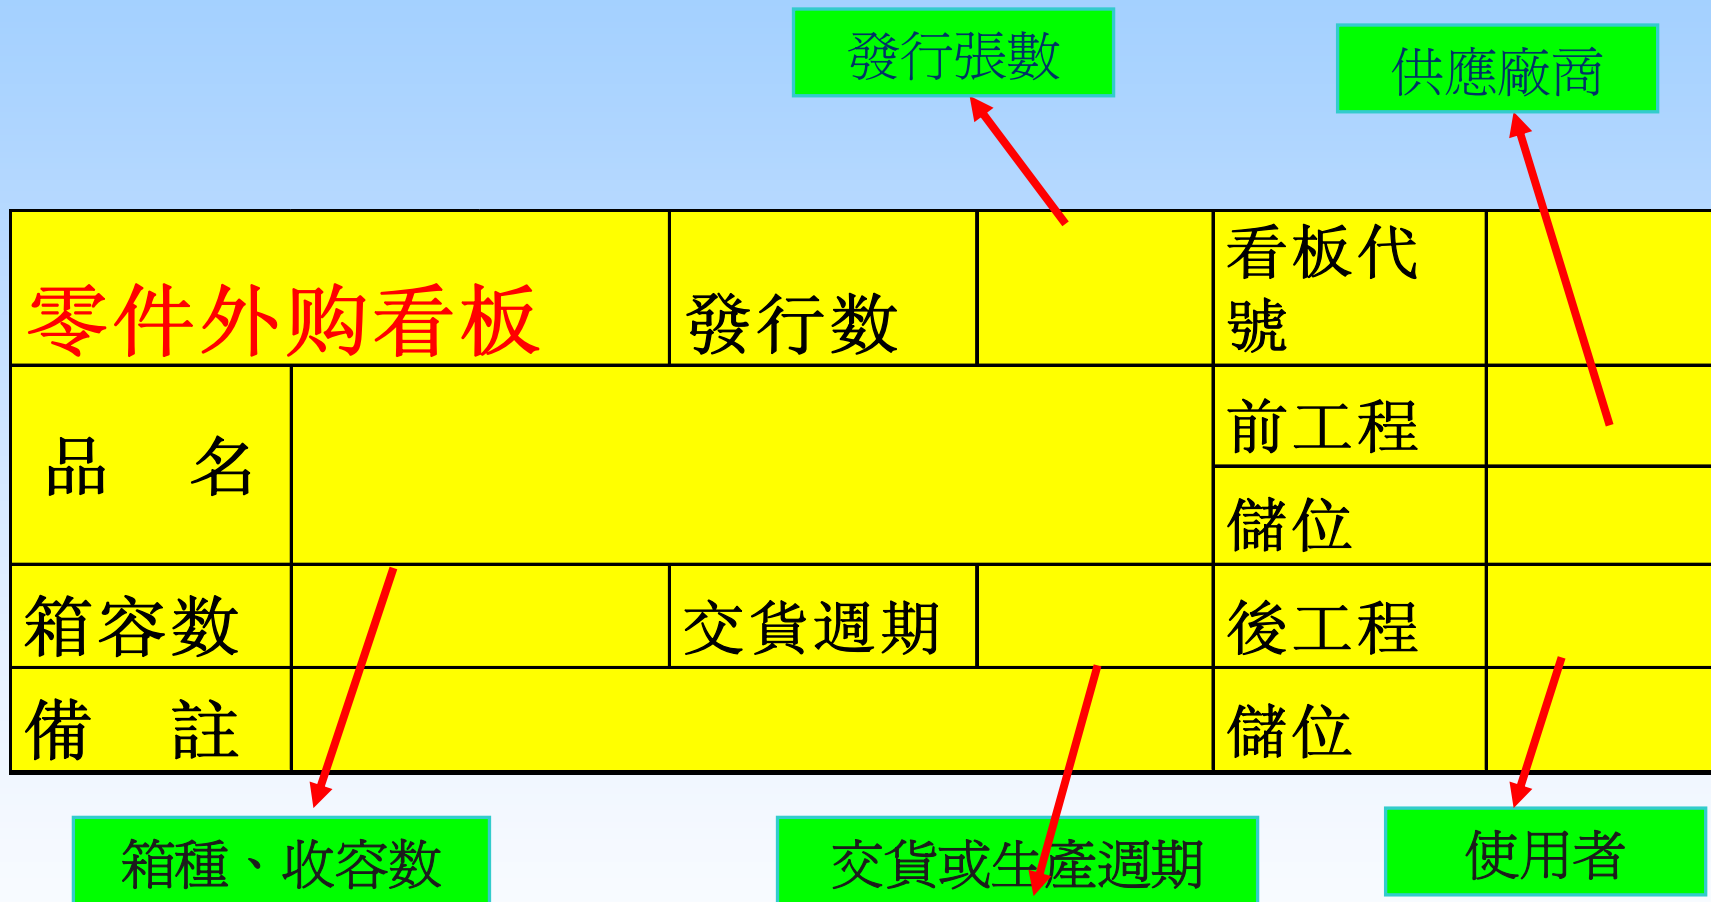 發行張數
供應廠商
零件外购看板
發行数
看板代
號
品 名
前工程
儲位
箱容数
交貨週期
後工程
備 註
儲位
箱種、收容数
交貨或生產週期
使用者